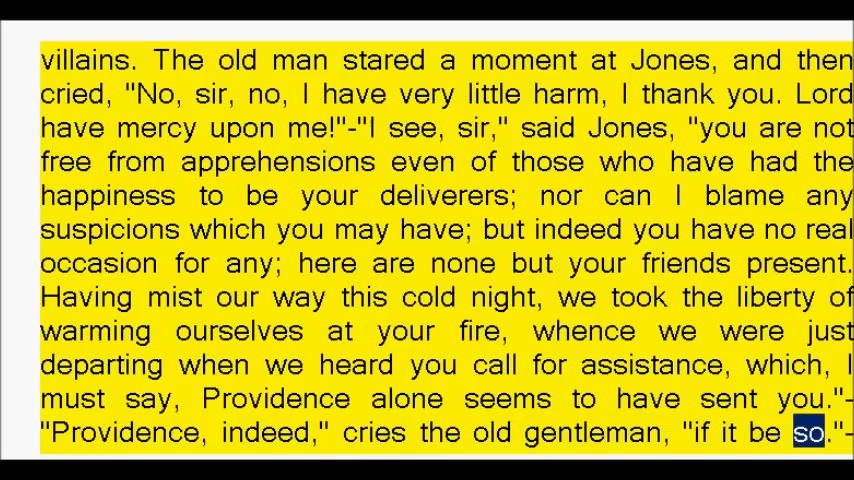 villains. The old man stared a moment at Jones, and then
cried, "No, sir, no, I have very little harm, I thank you. Lord
have mercy upon me!"-"I see, sir," said Jones, "you are not
free from apprehensions even of those who have had the
happiness to be your deliverers; nor can I blame any
suspicions which you may have; but indeed you have no real
occasion for any; here are none but your friends present.
Having mist our way this cold night, we took the liberty of
warming ourselves at your fire, whence we were just
departing when we heard you call for assistance, which, I
must say, Providence alone seems to have sent you."-
"Providence, indeed," cries the old gentleman, "if it be so."-